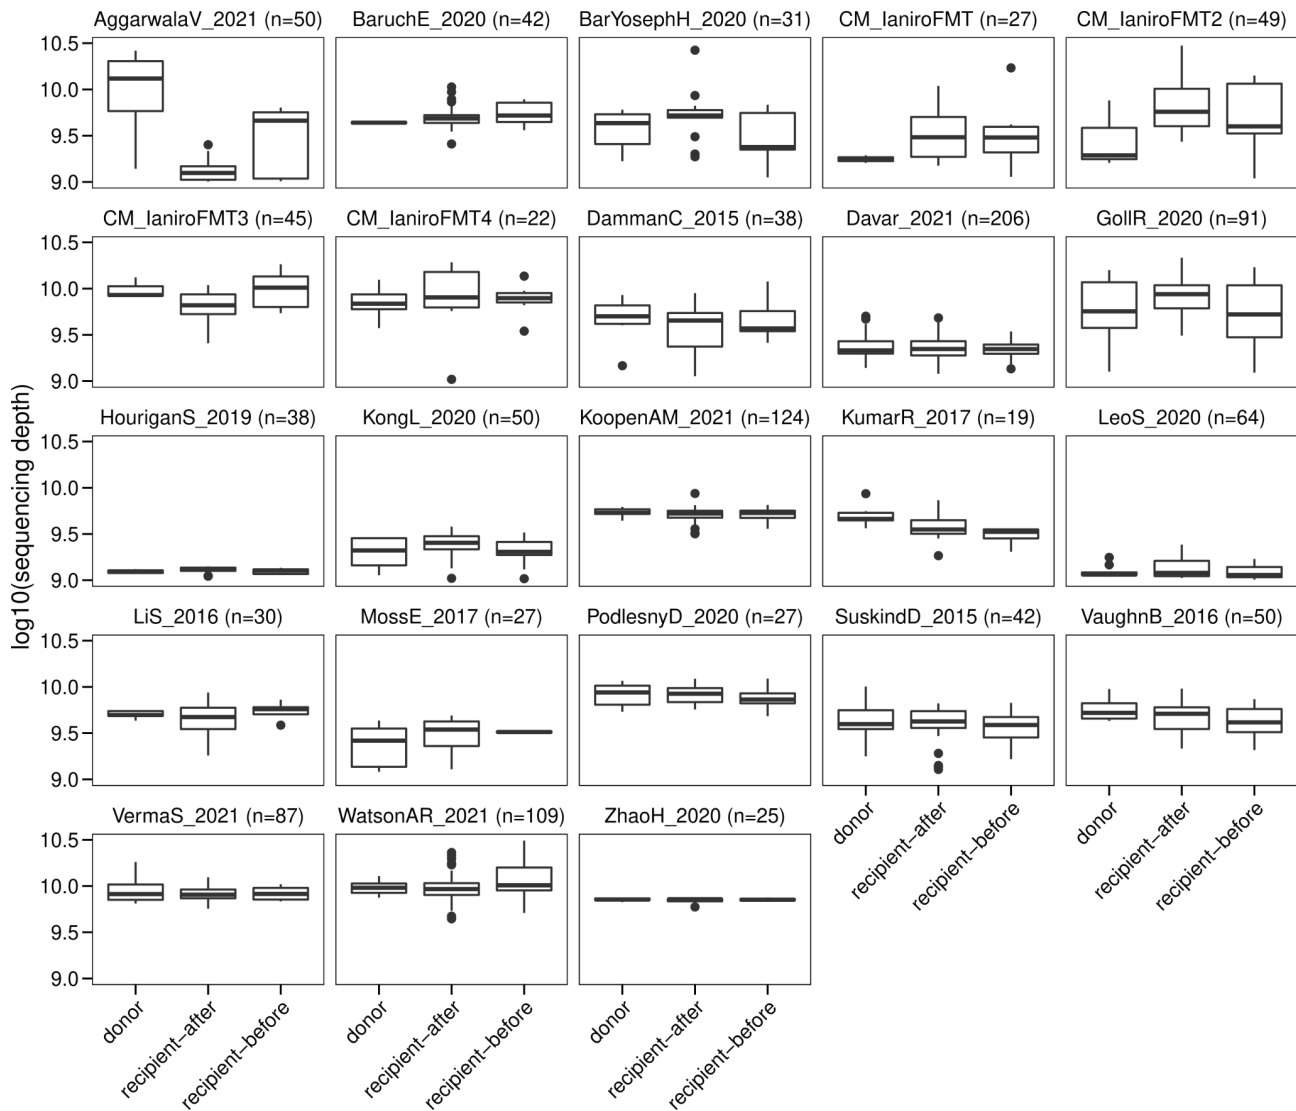 AggarwalaV_2021 (n=50)
BaruchE_2020 (n=42)
BarYosephH_2020 (n=31)
CM_IaniroFMT (n=27)
CM_IaniroFMT2 (n=49)
10.5
10.0
9.5
9.0
CM_IaniroFMT3 (n=45)
CM_IaniroFMT4 (n=22)
DammanC_2015 (n=38)
Davar_2021 (n=206)
GollR_2020 (n=91)
10.5
10.0
9.5
9.0
log10(sequencing depth)
HouriganS_2019 (n=38)
KongL_2020 (n=50)
KoopenAM_2021 (n=124)
KumarR_2017 (n=19)
LeoS_2020 (n=64)
10.5
10.0
9.5
9.0
LiS_2016 (n=30)
MossE_2017 (n=27)
PodlesnyD_2020 (n=27)
SuskindD_2015 (n=42)
VaughnB_2016 (n=50)
10.5
10.0
9.5
9.0
donor
recipient−after
recipient−before
donor
recipient−after
recipient−before
VermaS_2021 (n=87)
WatsonAR_2021 (n=109)
ZhaoH_2020 (n=25)
10.5
10.0
9.5
9.0
donor
recipient−after
recipient−before
donor
recipient−after
recipient−before
donor
recipient−after
recipient−before